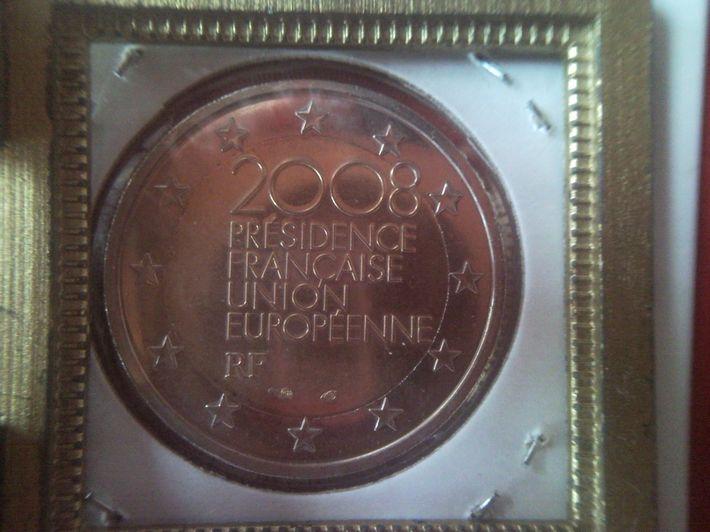 2008
PRÉSIDENCE
FRANÇAISE
UNION
EUROPÉENNE
RF